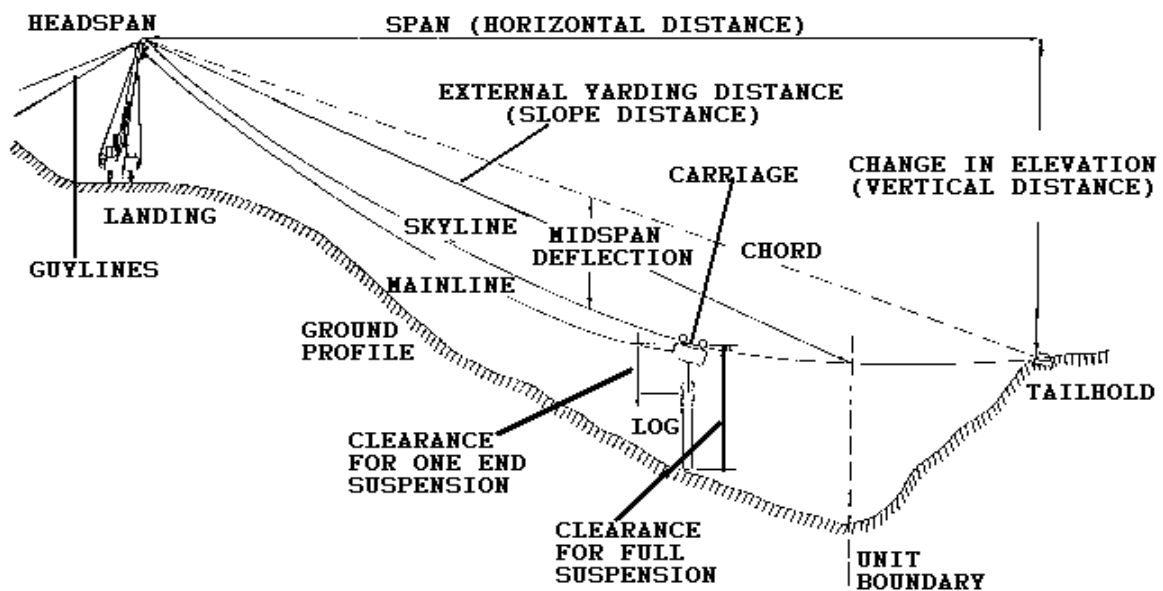 HEADSPAN
SPAN (HORIZONTAL DISTANCE)
EXTERNAL YARDING DISTANCE
(SLOPE DISTANCE)
CARRIAGE
CHANGE IN ELEVATION
(VERTICAL DISTANCE)
LANDING
SKYLINE
MIDSPAN
DEFLECTION
CHORD
GUYLINES
MAINLINE
GROUND
PROFILE
TAILHOLD
LOG
CLEARANCE
FOR ONE END
SUSPENSION
CLEARANCE
FOR FULL
SUSPENSION
UNIT
BOUNDARY